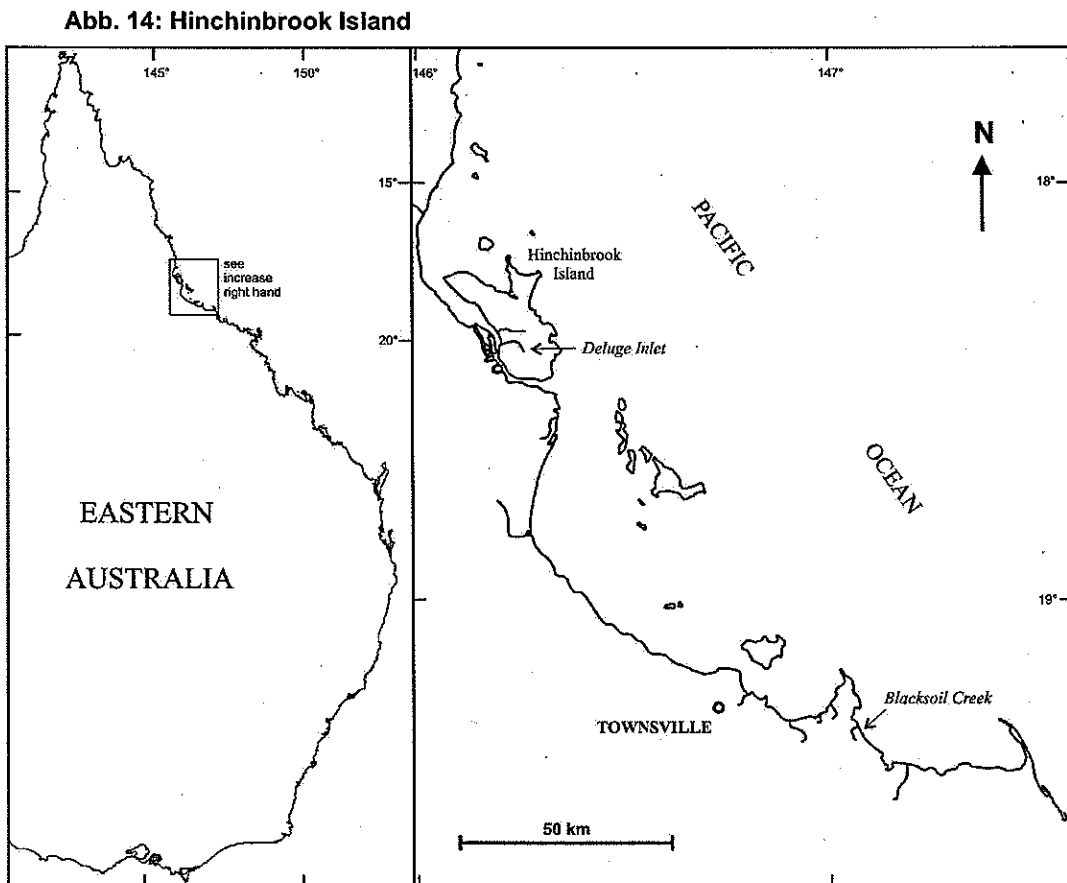 Abb. 14: Hinchinbrook Island
145°
150°
146°
147°
N
15°
18°
PACIFIC
Hinchinbrook
Island
see
increase
right hand
20°
Deluge Inlet
OCEAN
EASTERN
AUSTRALIA
19°
Blacksoil Creek
TOWNSVILLE
50 km